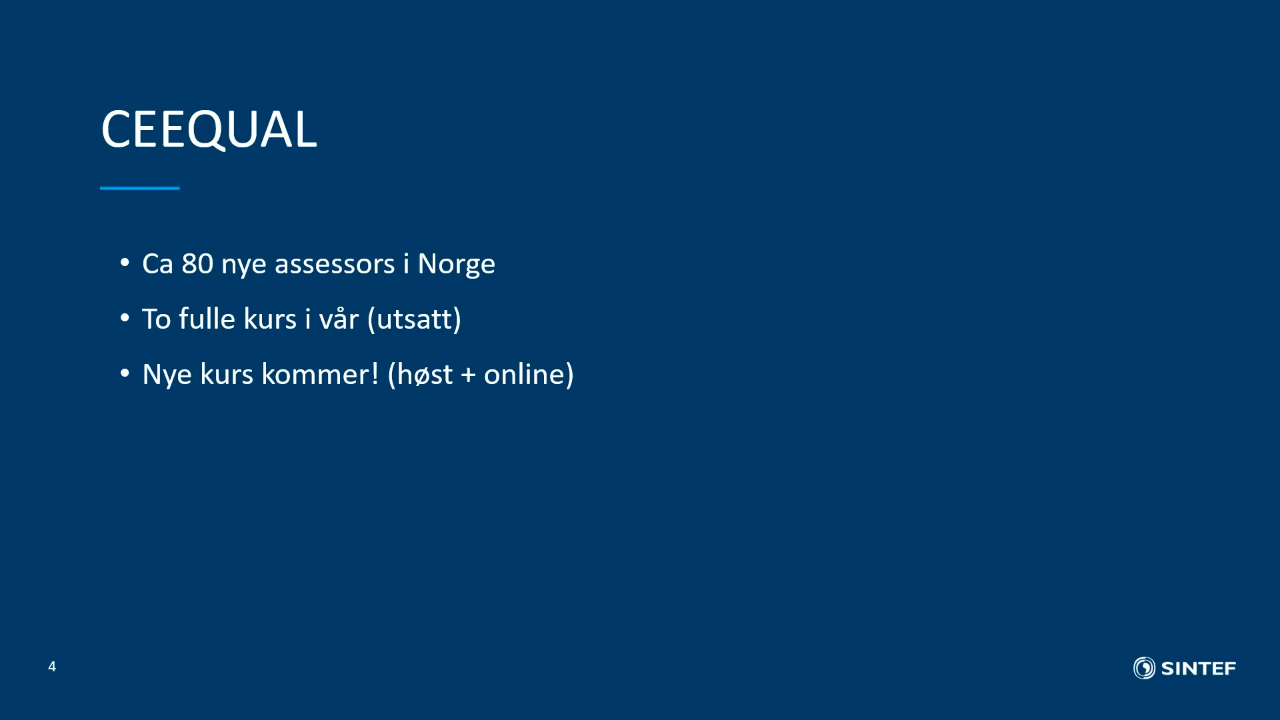 CEEQUAL
• Ca 80 nye assessors i Norge
• To fulle kurs i vår (utsatt)
• Nye kurs kommer! (høst + online)
4
SINTEF